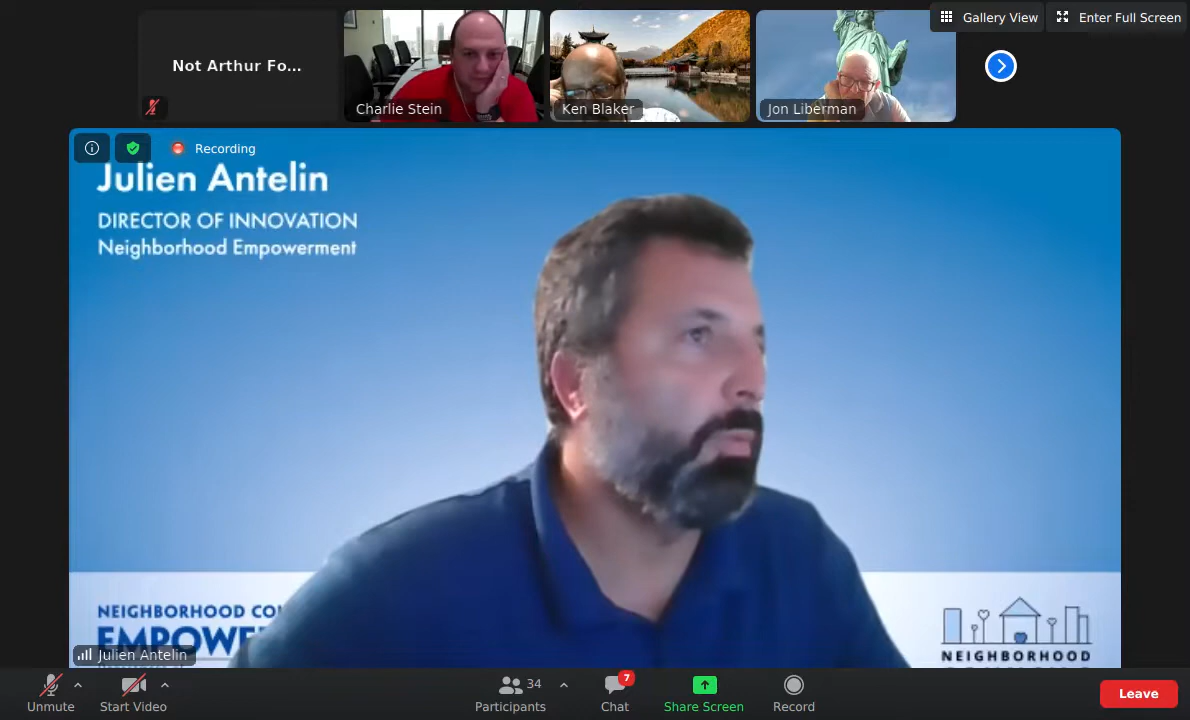 Gallery View
Enter Full Screen
Not Arthur Fo...
Charlie Stein
Ken Blaker
Jon Liberman
Recording
Julien Antelin
DIRECTOR OF INNOVATION
Neighborhood Empowerment
NEIGHBORHOOD COU
EMPOWE
NEIGHBORHOOD
Julien Antelin
Unmute
Start Video
34
Participants
7
Chat
Share Screen
Record
Leave